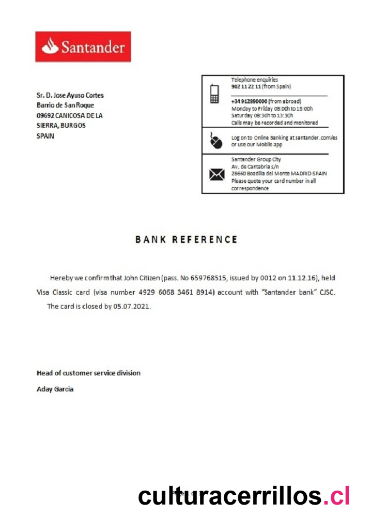 Santander
Sr. D. Jose Ayuso Cortes
Barrio de San Roque
09692 CANICOSA DE LA
SIERRA, BURGOS
SPAIN
Telephone enquiries
902 11 22 11 (from Spain)
+34 912890000 (from abroad)
Monday to Friday 08:00h to 15:00h
Saturday 08:30h to 13:30h
Calls may be recorded and monitored
Log on to Online Banking at santander.com/es
or use our Mobile app
Santander Group City
Av. de Cantabria s/n
28660 Boadilla del Monte MADRID SPAIN
Please quote your card number in all
correspondence
BANK REFERENCE
Hereby we confirm that John Citizen (pass. No 659768515, issued by 0012 on 11.12.16), held
Visa Classic card (visa number 4929 6068 3461 8914) account with "Santander bank" CJSC.
The card is closed by 05.07.2021.
Head of customer service division
Aday Garcia
culturacerrillos.cl